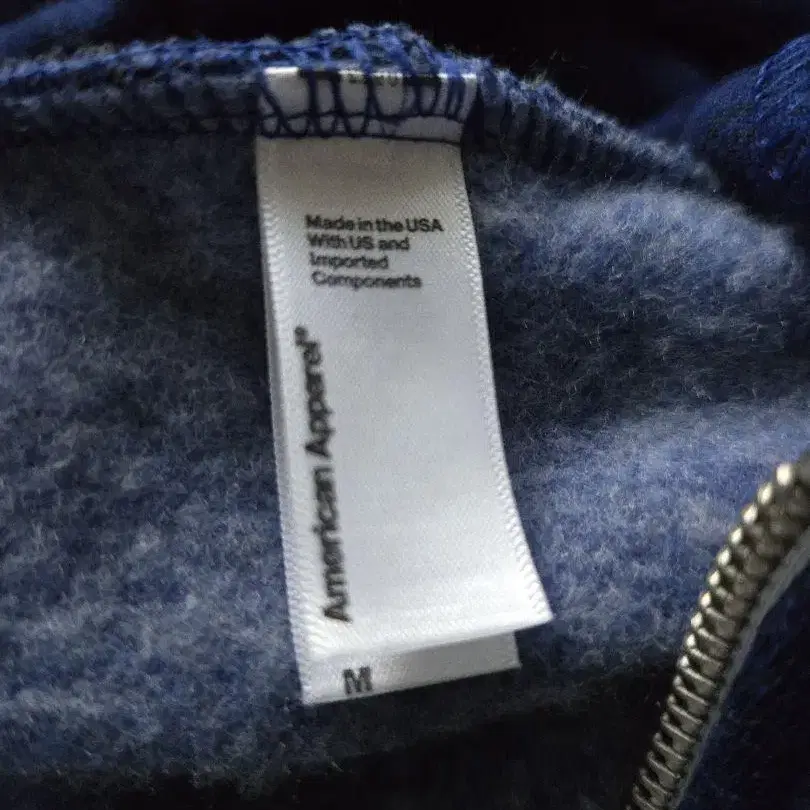 Made in the USA
With US and
Imported
Components
American Apparel®
M